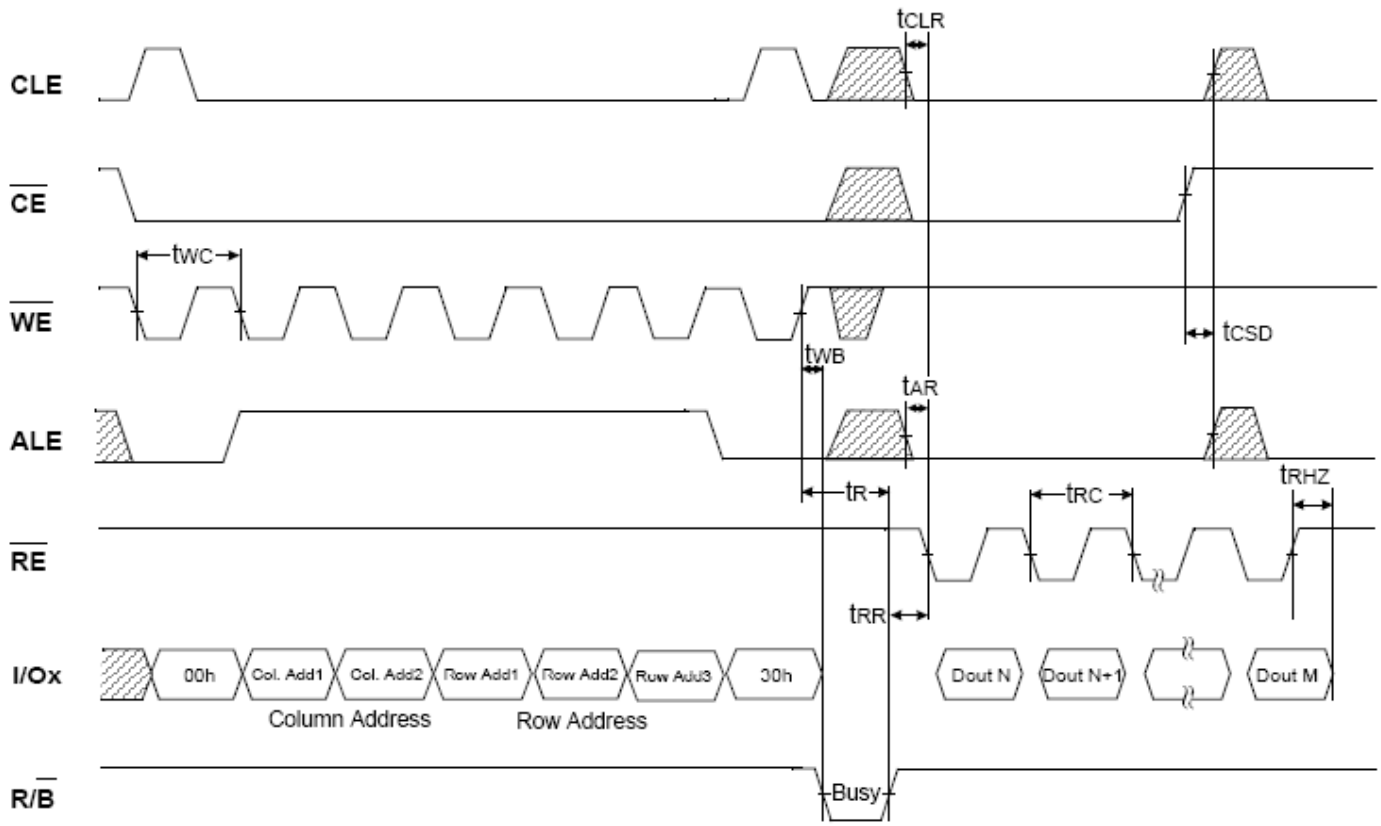 tCLR
CLE
CE
tWC
WE
tCSD
tWB
tAR
ALE
tR
tRC
tRHZ
RE
tRR
I/Ox
00h
Col. Add1
Col. Add2
Row Add1
Row Add2
Row Add3
30h
Dout N
Dout N+1
Dout M
Column Address
Row Address
R/B
Busy